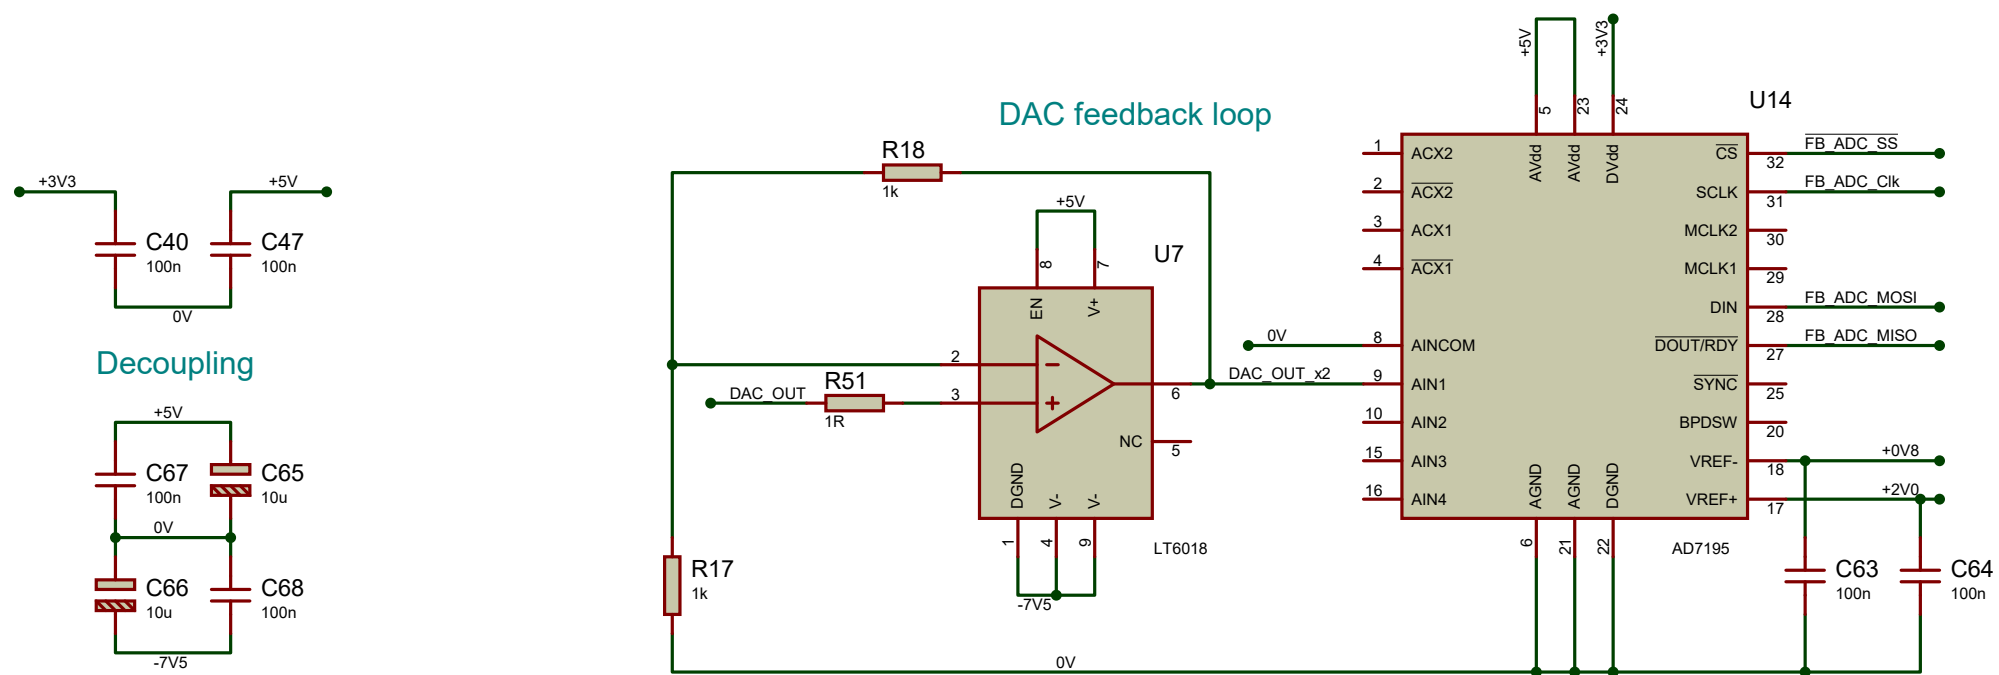 +3V3
+5V
C40
100n
C47
100n
0V
Decoupling
+5V
C67
100n
C65
10u
0V
C66
10u
C68
100n
-7V5
DAC feedback loop
R18
1k
+5V
U7
8
7
EN
V+
2
3
DAC_OUT
R51
1R
6
NC
5
DGND
V-
V-
1
4
9
LT6018
-7V5
R17
1k
0V
DAC_OUT_x2
0V
+5V
+3V3
U14
5
23
24
AVdd
AVdd
DVdd
1 ACX2
2 ACX2
3 ACX1
4 ACX1
8 AINCOM
9 AIN1
10 AIN2
15 AIN3
16 AIN4
CS 32 FB_ADC_SS
SCLK 31 FB_ADC_Clk
MCLK2 30
MCLK1 29
DIN 28 FB_ADC_MOSI
DOUT/RDY 27 FB_ADC_MISO
SYNC 25
BPDSW 20
VREF- 18 +0V8
VREF+ 17 +2V0
AGND
AGND
DGND
6
21
22
AD7195
C63
100n
C64
100n